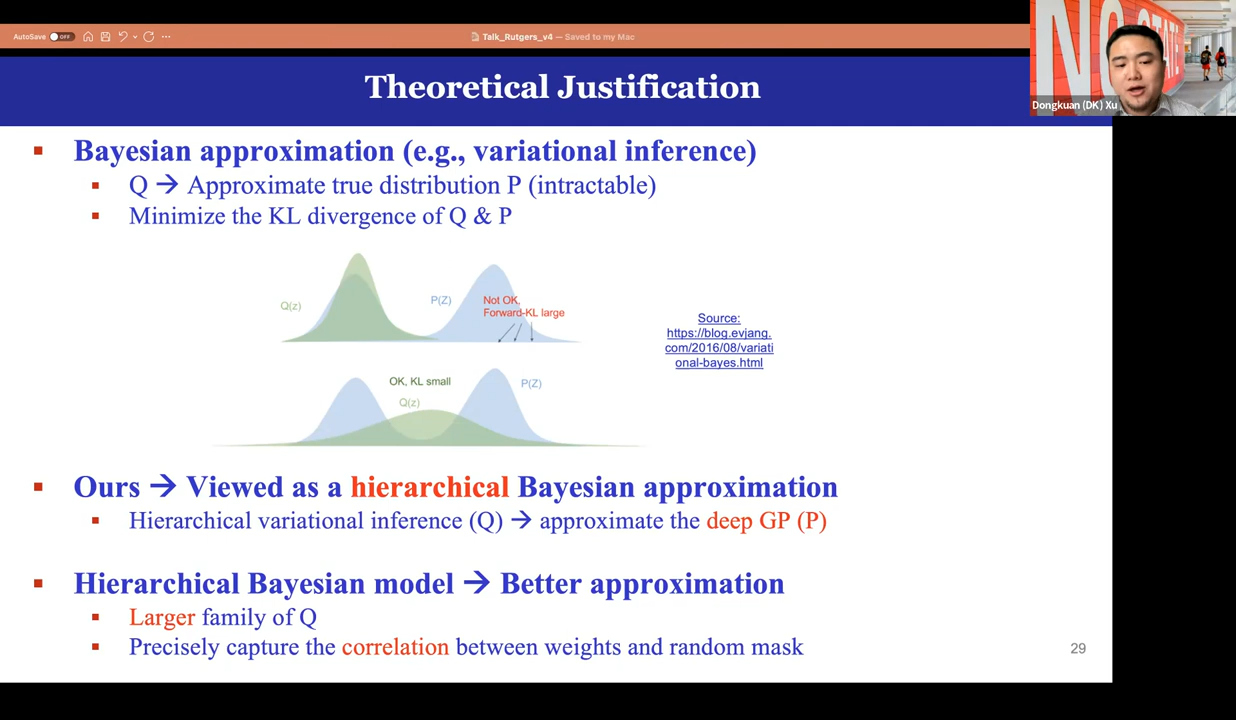 AutoSave OFF
Talk_Rutgers_v4 — Saved to my Mac
Dongkuan (DK) Xu
Theoretical Justification
Bayesian approximation (e.g., variational inference)
Q → Approximate true distribution P (intractable)
Minimize the KL divergence of Q & P
Q(z)
P(Z)
Not OK,
Forward-KL large
OK, KL small
Q(z)
P(Z)
Source:
https://blog.evjang.
com/2016/08/variati
onal-bayes.html
Ours → Viewed as a hierarchical Bayesian approximation
Hierarchical variational inference (Q) → approximate the deep GP (P)
Hierarchical Bayesian model → Better approximation
Larger family of Q
Precisely capture the correlation between weights and random mask
29